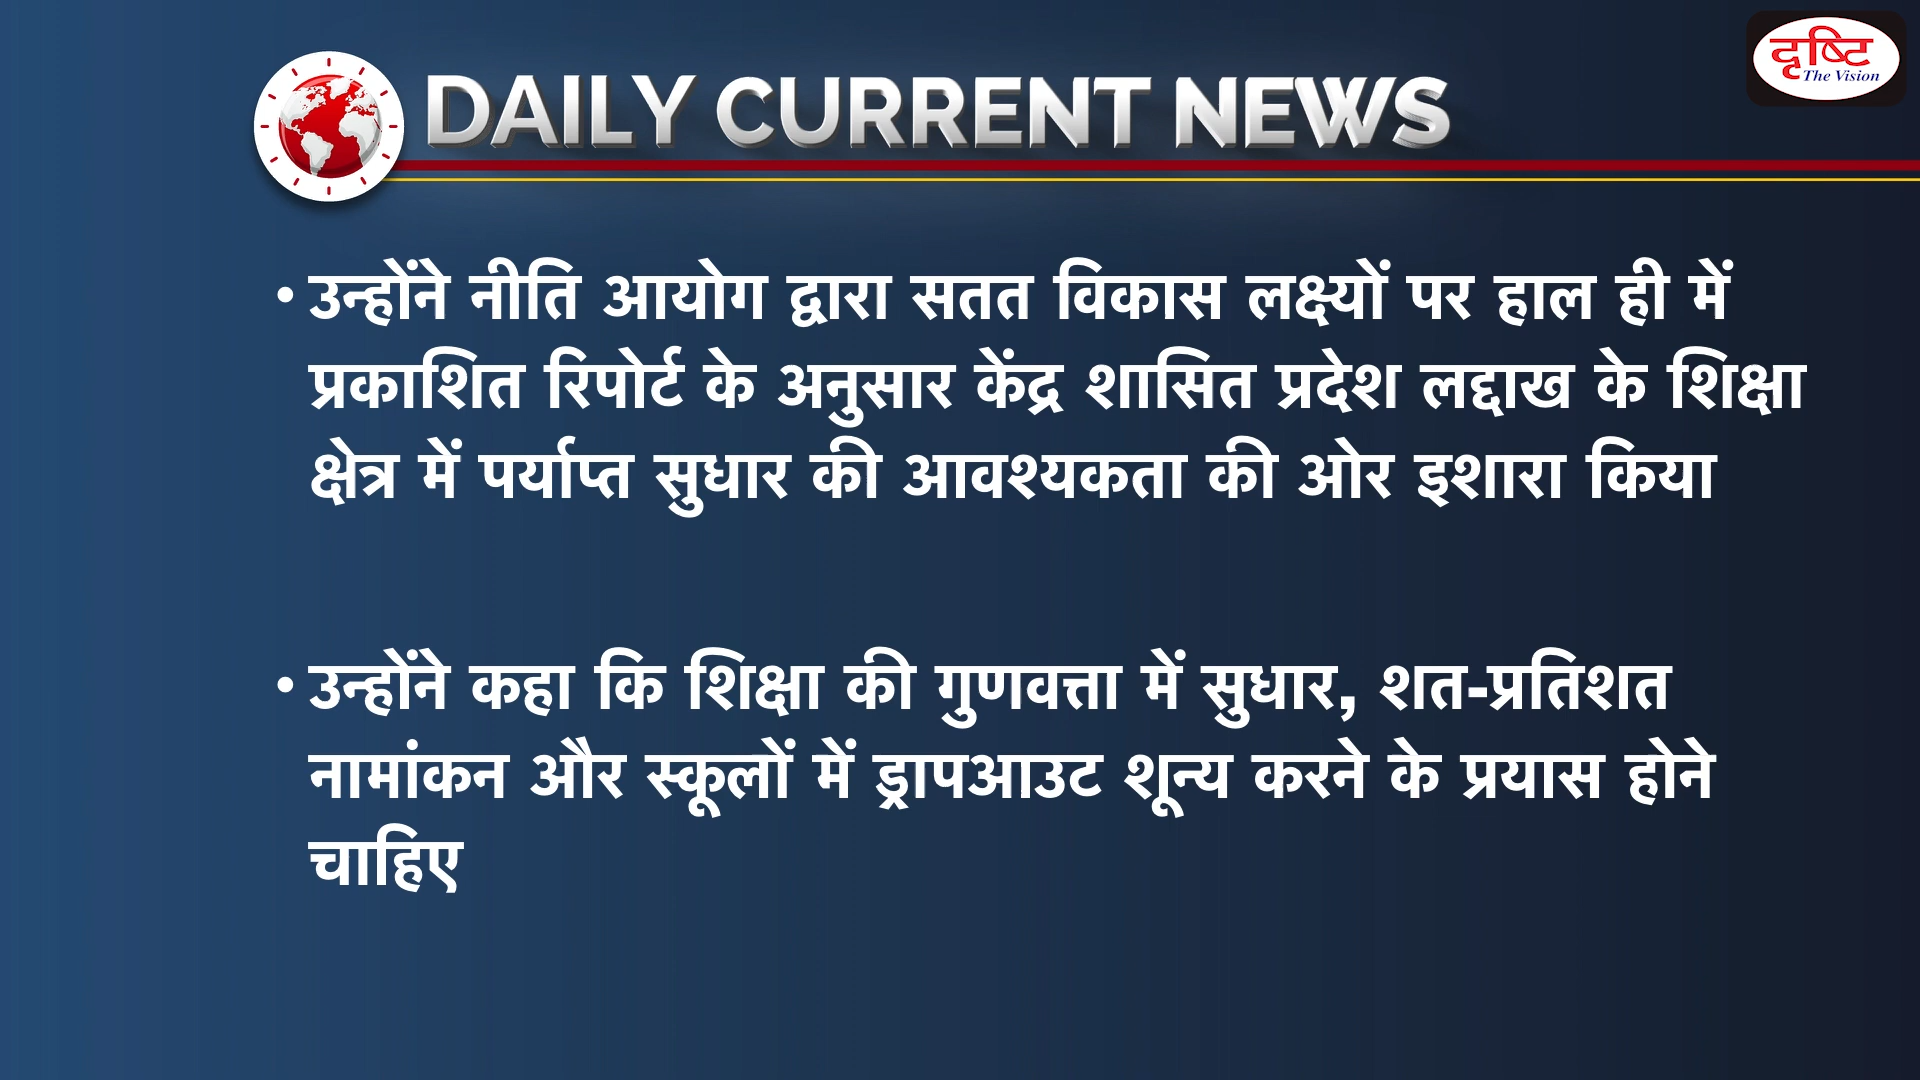 DAILY CURRENT NEWS
दृष्टि
The Vision
• उन्होंने नीति आयोग द्वारा सतत विकास लक्ष्यों पर हाल ही में
प्रकाशित रिपोर्ट के अनुसार केंद्र शासित प्रदेश लद्दाख के शिक्षा
क्षेत्र में पर्याप्त सुधार की आवश्यकता की ओर इशारा किया
• उन्होंने कहा कि शिक्षा की गुणवत्ता में सुधार, शत-प्रतिशत
नामांकन और स्कूलों में ड्रापआउट शून्य करने के प्रयास होने
चाहिए